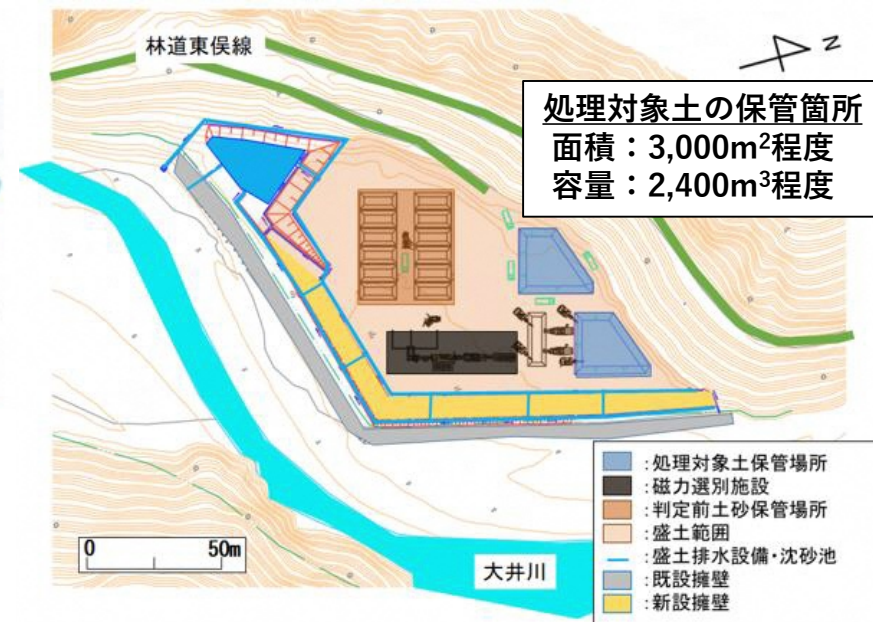 林道東俣線
N
処理対象土の保管箇所
面積：3,000m²程度
容量：2,400m³程度
0 50m
大井川
:処理対象土保管場所
:磁力選別施設
:判定前土砂保管場所
:盛土範囲
:盛土排水設備・沈砂池
:既設擁壁
:新設擁壁